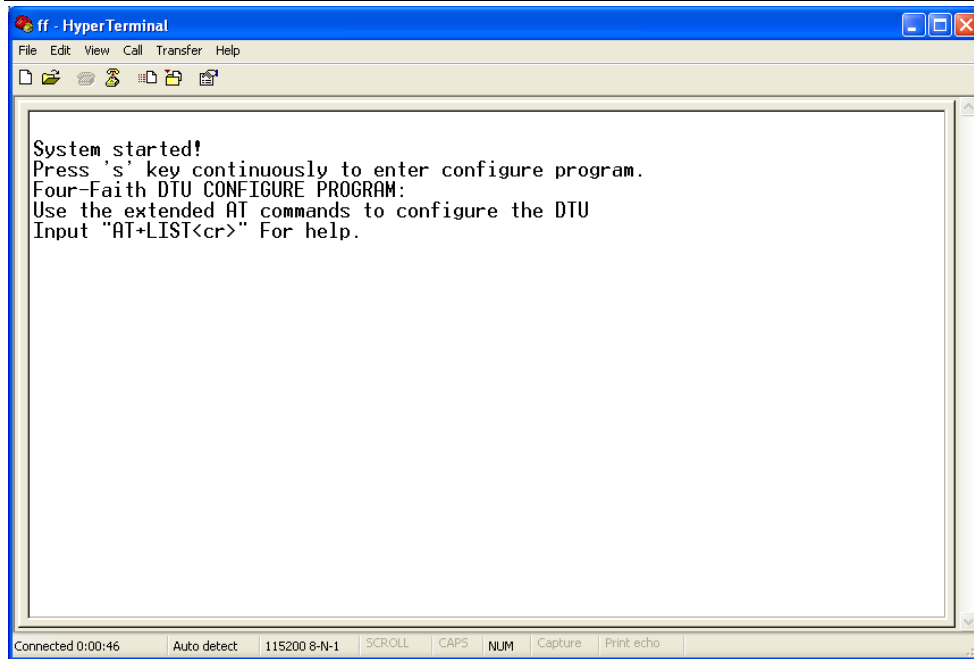 ff - HyperTerminal
File Edit View Call Transfer Help
System started!
Press 's' key continuously to enter configure program.
Four-Faith DTU CONFIGURE PROGRAM:
Use the extended AT commands to configure the DTU
Input "AT+LIST<cr>" For help.
Connected 0:00:46 Auto detect 115200 8-N-1 SCROLL CAPS NUM Capture Print echo